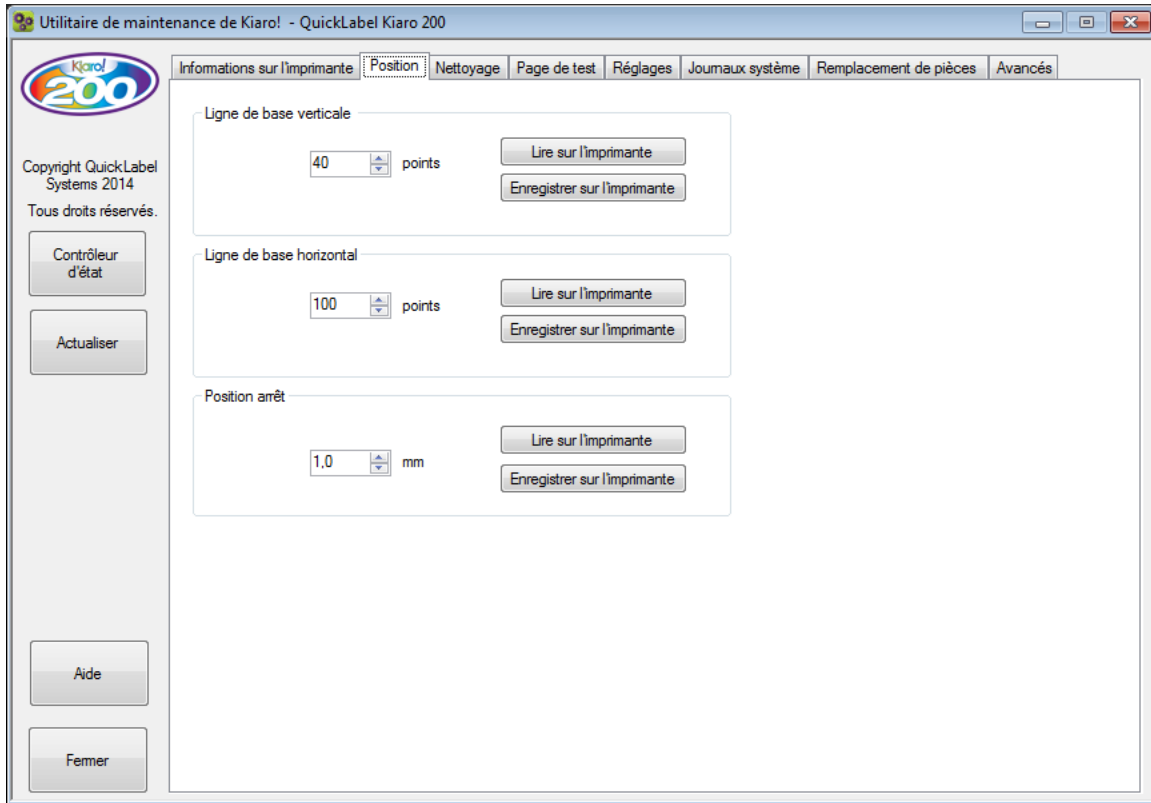 Utilitaire de maintenance de Kiaro! - QuickLabel Kiaro 200
Kiaro!
200
Copyright QuickLabel
Systems 2014
Tous droits réservés.
Contrôleur
d'état
Actualiser
Aide
Fermer
Informations sur l'imprimante Position Nettoyage Page de test Réglages Journaux système Remplacement de pièces Avancés
Ligne de base verticale
40 points
Lire sur l'imprimante
Enregistrer sur l'imprimante
Ligne de base horizontal
100 points
Lire sur l'imprimante
Enregistrer sur l'imprimante
Position arrêt
1,0 mm
Lire sur l'imprimante
Enregistrer sur l'imprimante